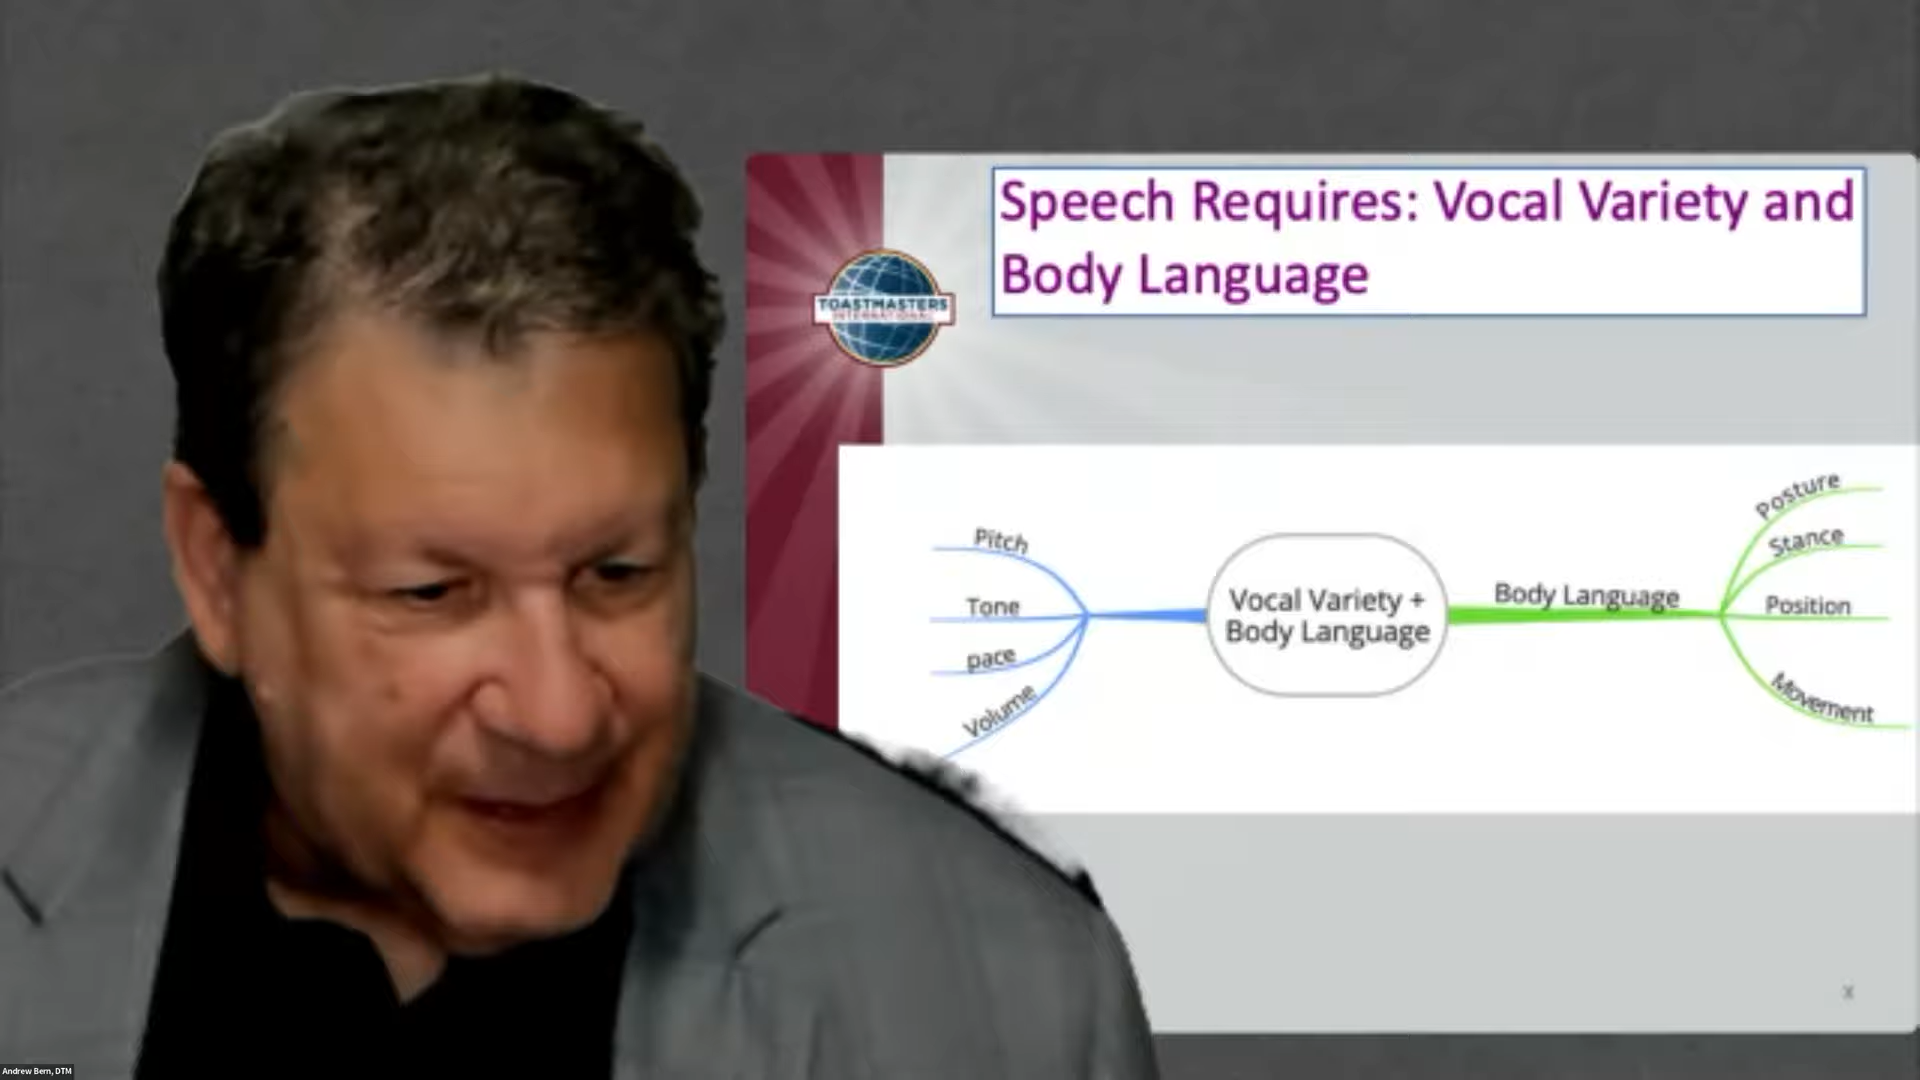 Speech Requires: Vocal Variety and
Body Language
TOASTMASTERS
INTERNATIONAL
Pitch
Tone
pace
Volume
Vocal Variety +
Body Language
Body Language
Posture
Stance
Position
Movement
x
Andrew Bern, DTM